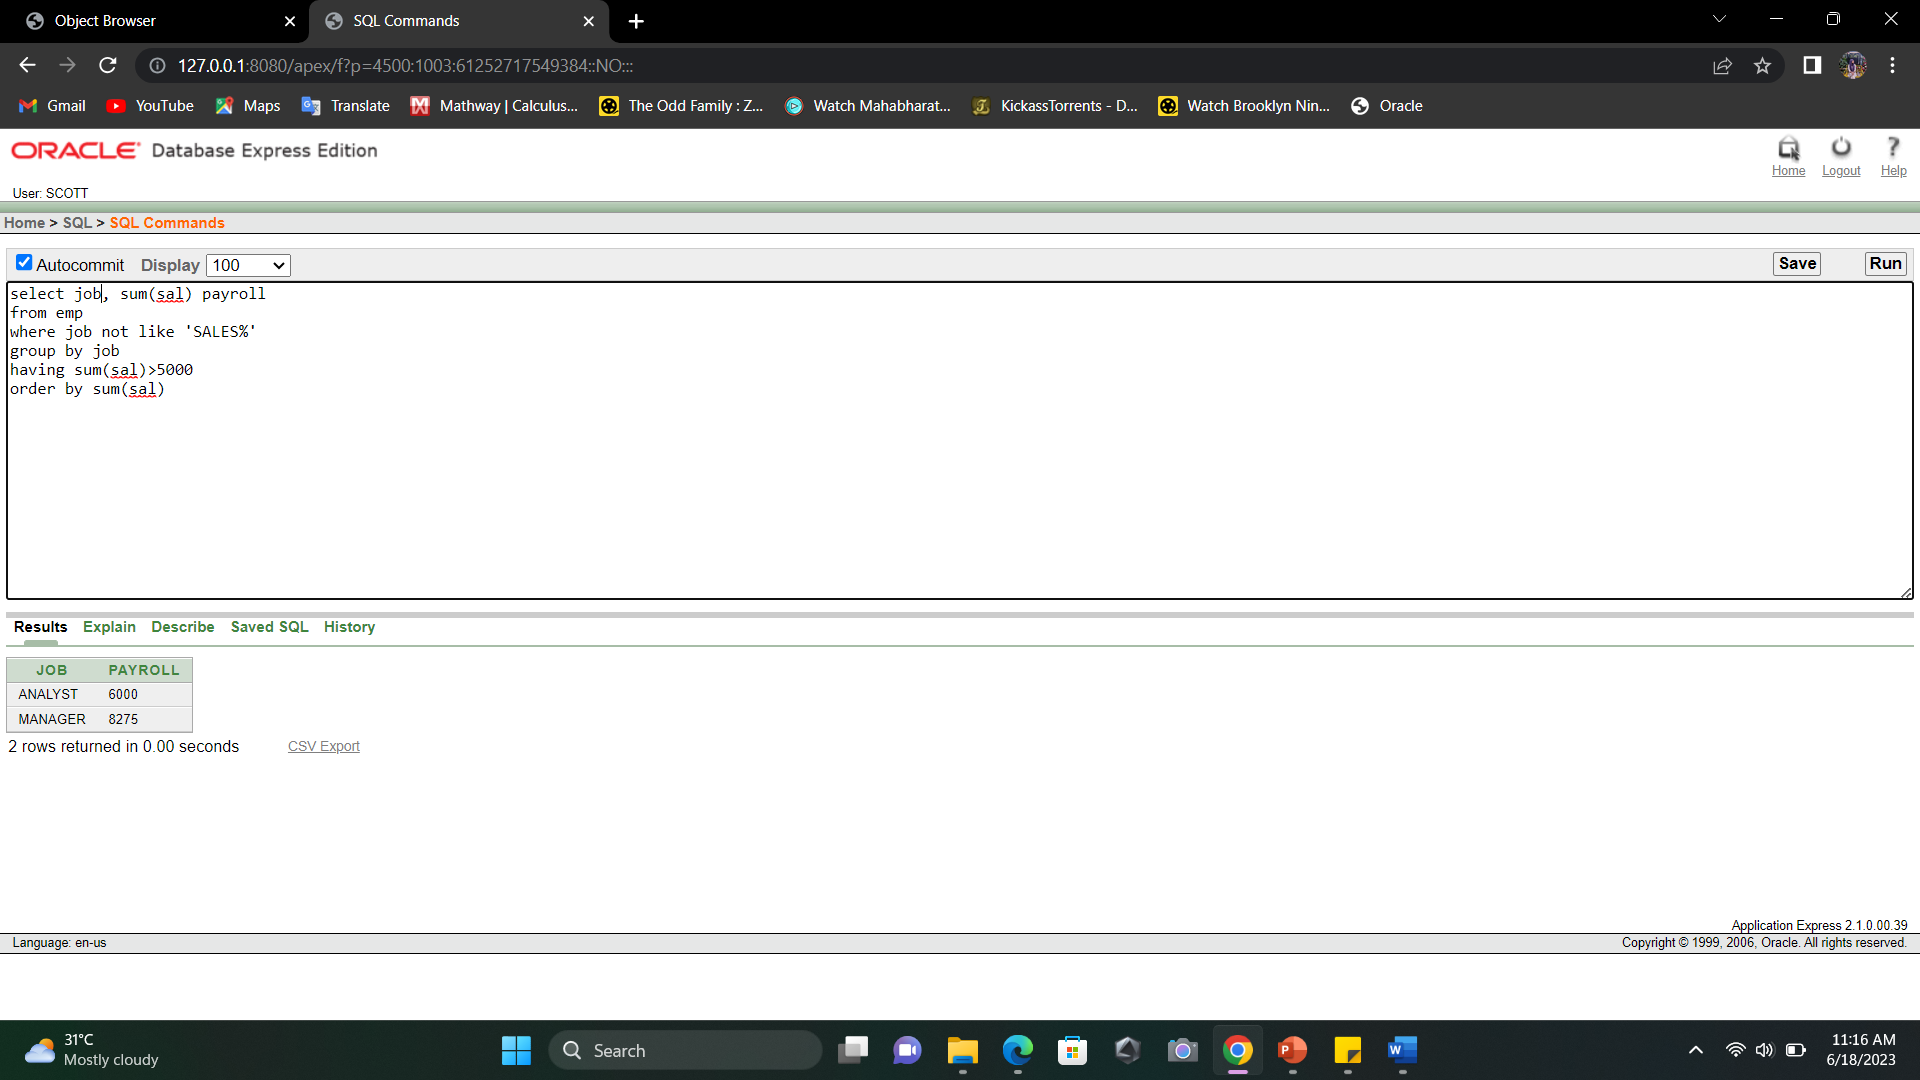 Object Browser
SQL Commands
127.0.0.1:8080/apex/f?p=4500:1003:61252717549384::NO:::
Gmail YouTube Maps Translate Mathway | Calculus... The Odd Family : Z... Watch Mahabharat... KickassTorrents - D... Watch Brooklyn Nin... Oracle
ORACLE Database Express Edition
Home Logout Help
User: SCOTT
Home > SQL > SQL Commands
Autocommit Display 100 Save Run
select job, sum(sal) payroll
from emp
where job not like 'SALES%'
group by job
having sum(sal)>5000
order by sum(sal)
Results Explain Describe Saved SQL History
JOB PAYROLL
ANALYST 6000
MANAGER 8275
2 rows returned in 0.00 seconds CSV Export
Application Express 2.1.0.00.39
Language: en-us Copyright © 1999, 2006, Oracle. All rights reserved.
31°C
Mostly cloudy
Search
11:16 AM
6/18/2023